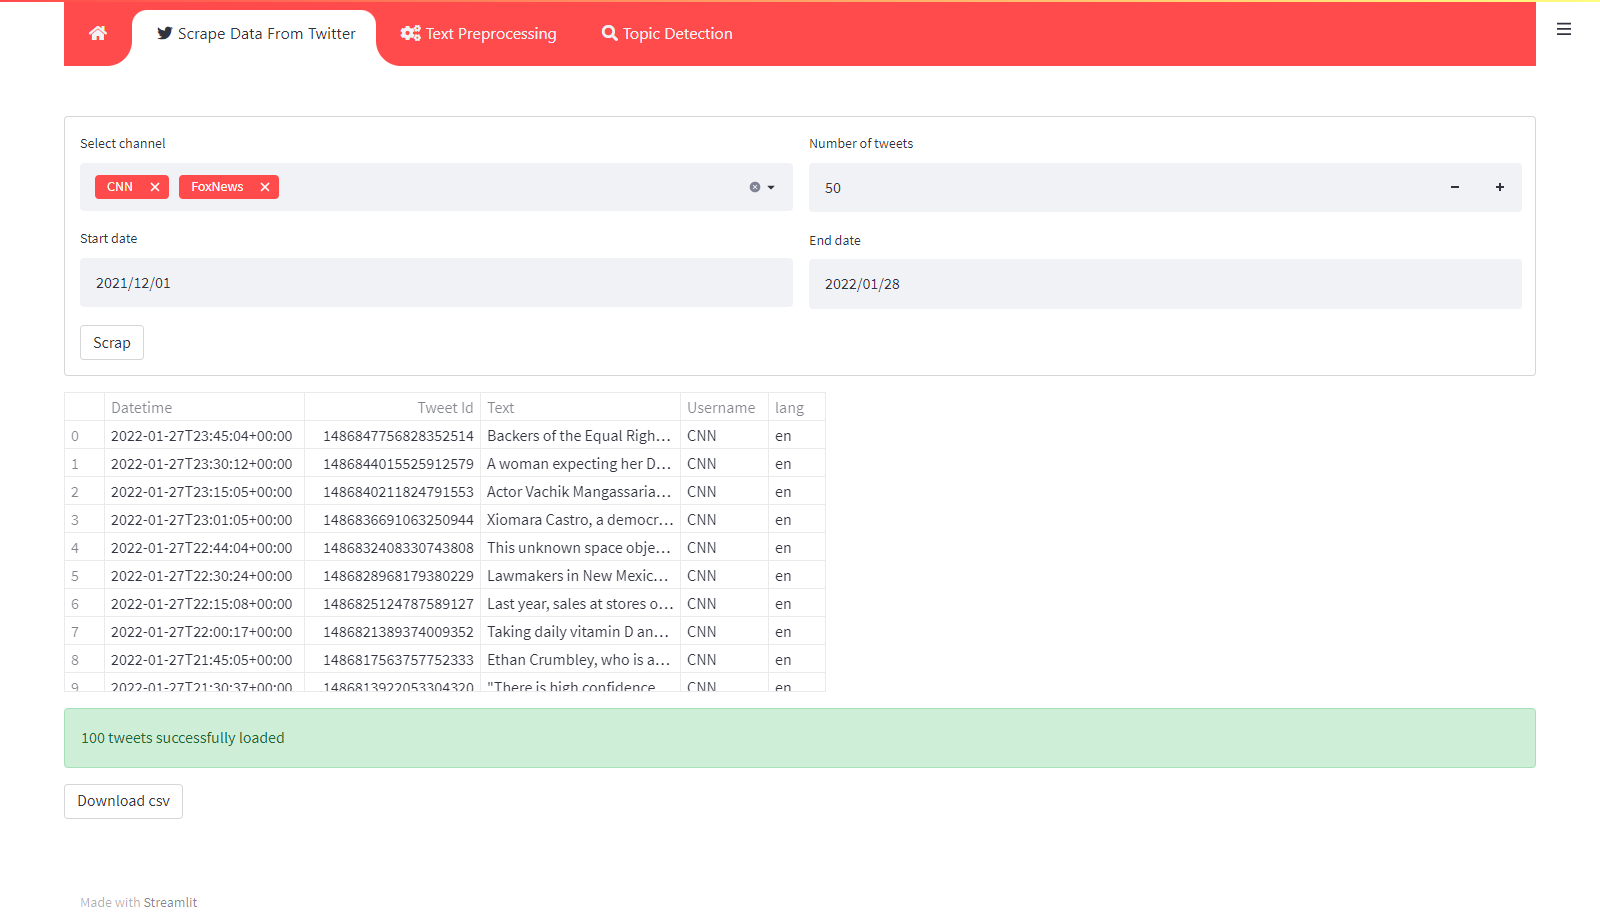 Scrape Data From Twitter Text Preprocessing Topic Detection
Select channel Number of tweets
CNN FoxNews 50
Start date End date
2021/12/01 2022/01/28
Scrap
Datetime Tweet Id Text Username lang
0 2022-01-27T23:45:04+00:00 1486847756828352514 Backers of the Equal Righ... CNN en
1 2022-01-27T23:30:12+00:00 1486844015525912579 A woman expecting her D... CNN en
2 2022-01-27T23:15:05+00:00 1486840211824791553 Actor Vachik Mangassaria... CNN en
3 2022-01-27T23:01:05+00:00 1486836691063250944 Xiomara Castro, a democr... CNN en
4 2022-01-27T22:44:04+00:00 1486832408330743808 This unknown space obje... CNN en
5 2022-01-27T22:30:24+00:00 1486828968179380229 Lawmakers in New Mexic... CNN en
6 2022-01-27T22:15:08+00:00 1486825124787589127 Last year, sales at stores o... CNN en
7 2022-01-27T22:00:17+00:00 1486821389374009352 Taking daily vitamin D an... CNN en
8 2022-01-27T21:45:05+00:00 1486817563757752333 Ethan Crumbley, who is a... CNN en
9 2022-01-27T21:30:37+00:00 1486813922053304320 "There is high confidence CNN en
100 tweets successfully loaded
Download csv
Made with Streamlit